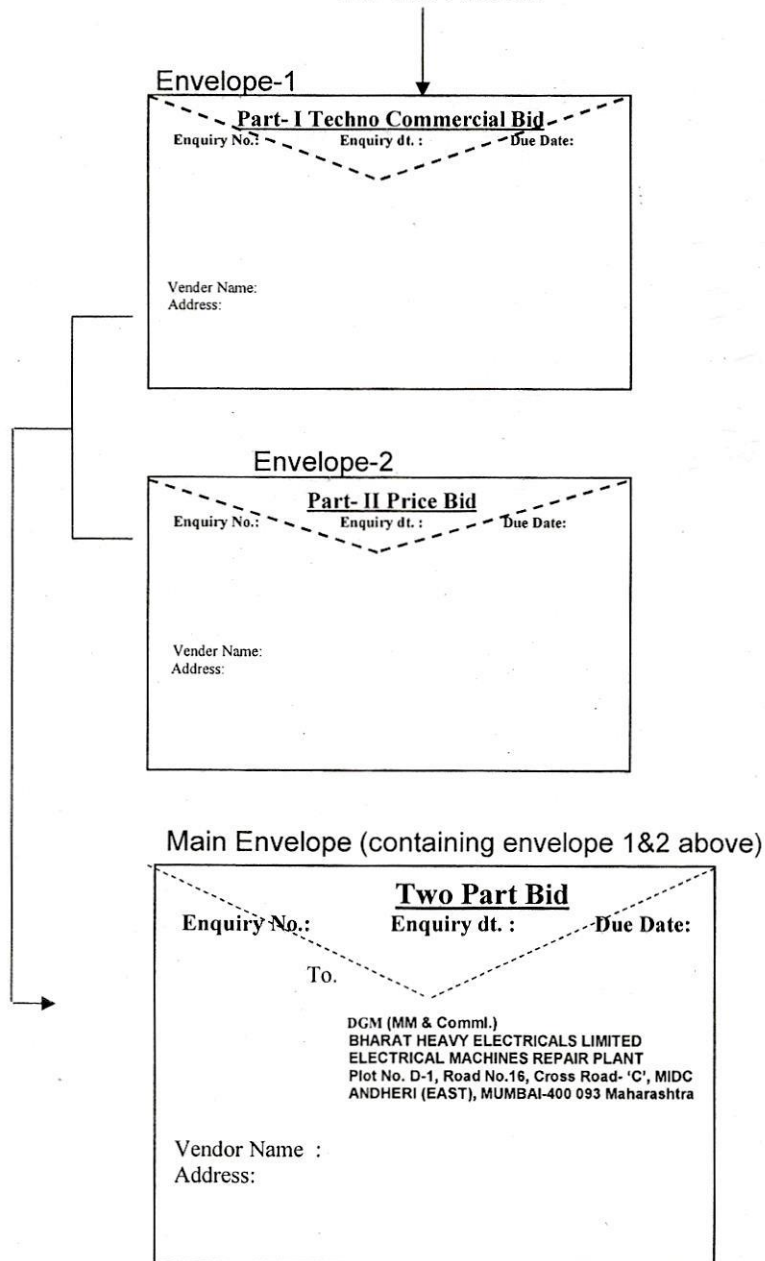 Envelope-1
Part- I Techno Commercial Bid
Enquiry No.: Enquiry dt. : Due Date:
Vender Name:
Address:
Envelope-2
Part- II Price Bid
Enquiry No.: Enquiry dt. : Due Date:
Vender Name:
Address:
Main Envelope (containing envelope 1&2 above)
Two Part Bid
Enquiry No.: Enquiry dt. : Due Date:
To.
DGM (MM & Comml.)
BHARAT HEAVY ELECTRICALS LIMITED
ELECTRICAL MACHINES REPAIR PLANT
Plot No. D-1, Road No.16, Cross Road- ‘C’, MIDC
ANDHERI (EAST), MUMBAI-400 093 Maharashtra
Vendor Name :
Address: